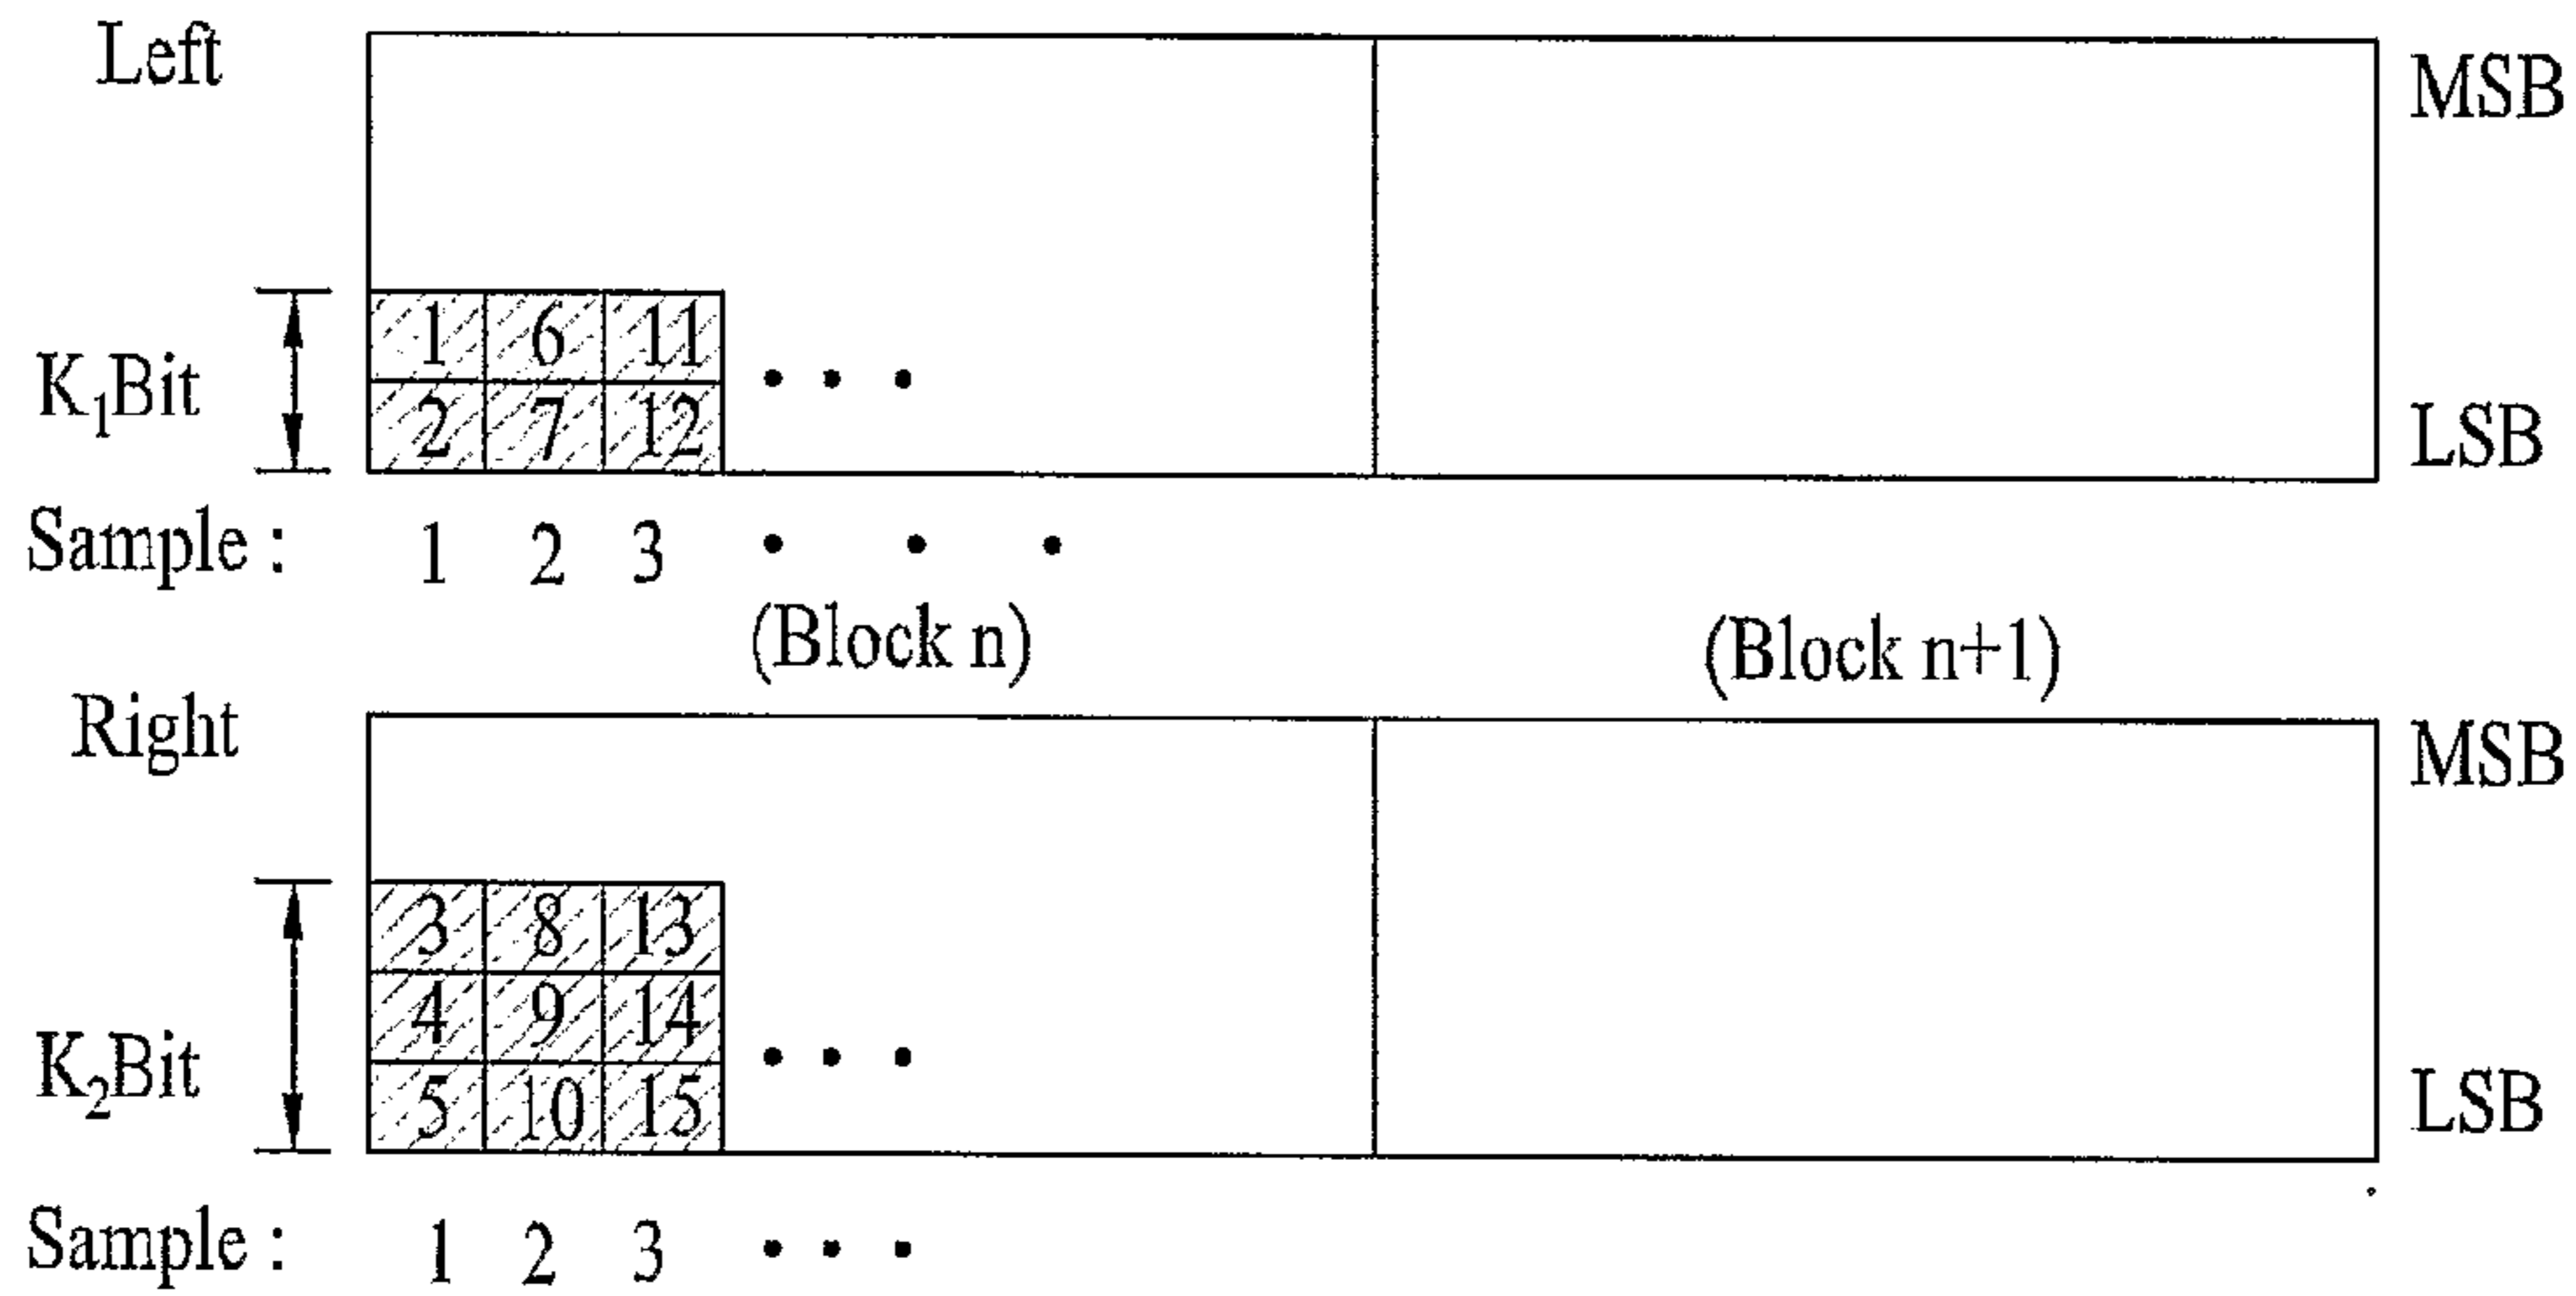 Left MSB
1 6 11
K₁Bit • • •
2 7 12 LSB
Sample : 1 2 3 • • •
(Block n) (Block n+1)
Right MSB
3 8 13
4 9 14
K₂Bit • • •
5 10 15 LSB
Sample : 1 2 3 • • •